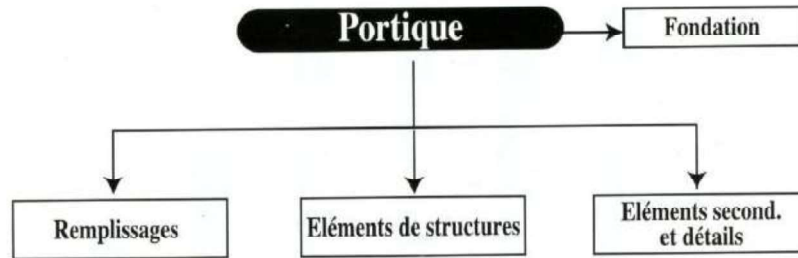 Portique
Fondation
Remplissages
Eléments de structures
Eléments second.
et détails